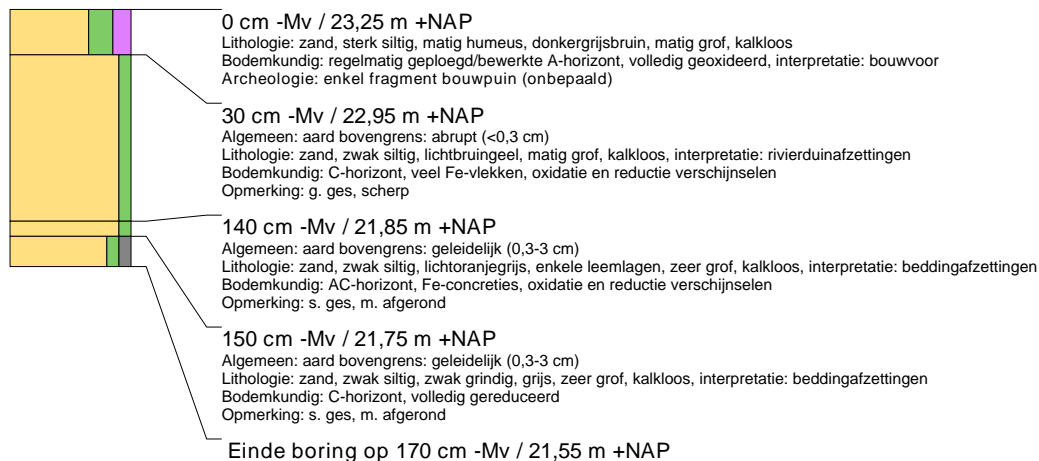 0 cm -Mv / 23,25 m +NAP
Lithologie: zand, sterk siltig, matig humeus, donkergrijsbruin, matig grof, kalkloos
Bodemkundig: regelmatig geploegd/bewerkte A-horizont, volledig geoxideerd, interpretatie: bouwvoor
Archeologie: enkel fragment bouwpuin (onbepaald)
30 cm -Mv / 22,95 m +NAP
Algemeen: aard bovengrens: abrupt (<0,3 cm)
Lithologie: zand, zwak siltig, lichtbruingeel, matig grof, kalkloos, interpretatie: rivierduinafzettingen
Bodemkundig: C-horizont, veel Fe-vlekken, oxidatie en reductie verschijnselen
Opmerking: g. ges, scherp
140 cm -Mv / 21,85 m +NAP
Algemeen: aard bovengrens: geleidelijk (0,3-3 cm)
Lithologie: zand, zwak siltig, lichtoranjegrijs, enkele leemlagen, zeer grof, kalkloos, interpretatie: beddingafzettingen
Bodemkundig: AC-horizont, Fe-concreties, oxidatie en reductie verschijnselen
Opmerking: s. ges, m. afgerond
150 cm -Mv / 21,75 m +NAP
Algemeen: aard bovengrens: geleidelijk (0,3-3 cm)
Lithologie: zand, zwak siltig, zwak grindig, grijs, zeer grof, kalkloos, interpretatie: beddingafzettingen
Bodemkundig: C-horizont, volledig gereduceerd
Opmerking: s. ges, m. afgerond
Einde boring op 170 cm -Mv / 21,55 m +NAP